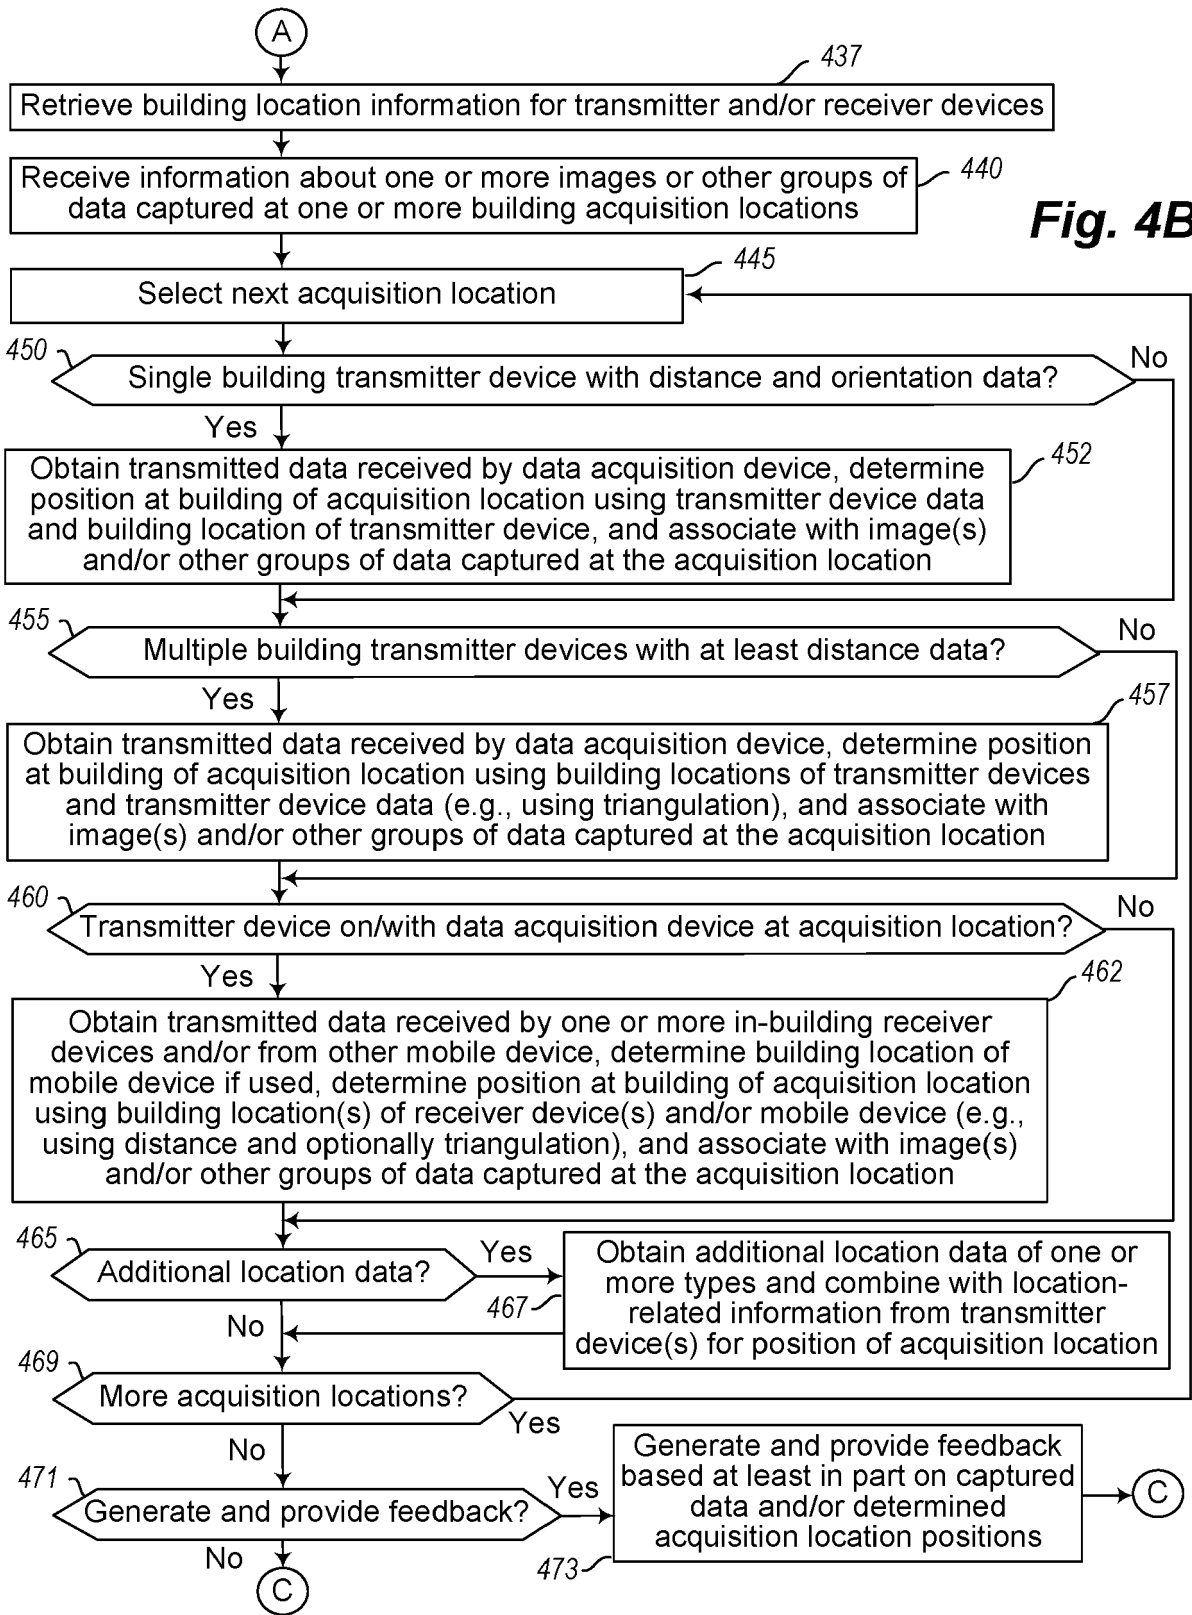 A
437
Retrieve building location information for transmitter and/or receiver devices
440
Receive information about one or more images or other groups of
data captured at one or more building acquisition locations
Fig. 4B
445
Select next acquisition location
450
Single building transmitter device with distance and orientation data?
No
Yes
452
Obtain transmitted data received by data acquisition device, determine
position at building of acquisition location using transmitter device data
and building location of transmitter device, and associate with image(s)
and/or other groups of data captured at the acquisition location
455
Multiple building transmitter devices with at least distance data?
No
Yes
457
Obtain transmitted data received by data acquisition device, determine position
at building of acquisition location using building locations of transmitter devices
and transmitter device data (e.g., using triangulation), and associate with
image(s) and/or other groups of data captured at the acquisition location
460
Transmitter device on/with data acquisition device at acquisition location?
No
Yes
462
Obtain transmitted data received by one or more in-building receiver
devices and/or from other mobile device, determine building location of
mobile device if used, determine position at building of acquisition location
using building location(s) of receiver device(s) and/or mobile device (e.g.,
using distance and optionally triangulation), and associate with image(s)
and/or other groups of data captured at the acquisition location
465
Additional location data?
Yes
No
467
Obtain additional location data of one or
more types and combine with location-
related information from transmitter
device(s) for position of acquisition location
469
More acquisition locations?
Yes
No
471
Generate and provide feedback?
Yes
No
473
Generate and provide feedback
based at least in part on captured
data and/or determined
acquisition location positions
C
C